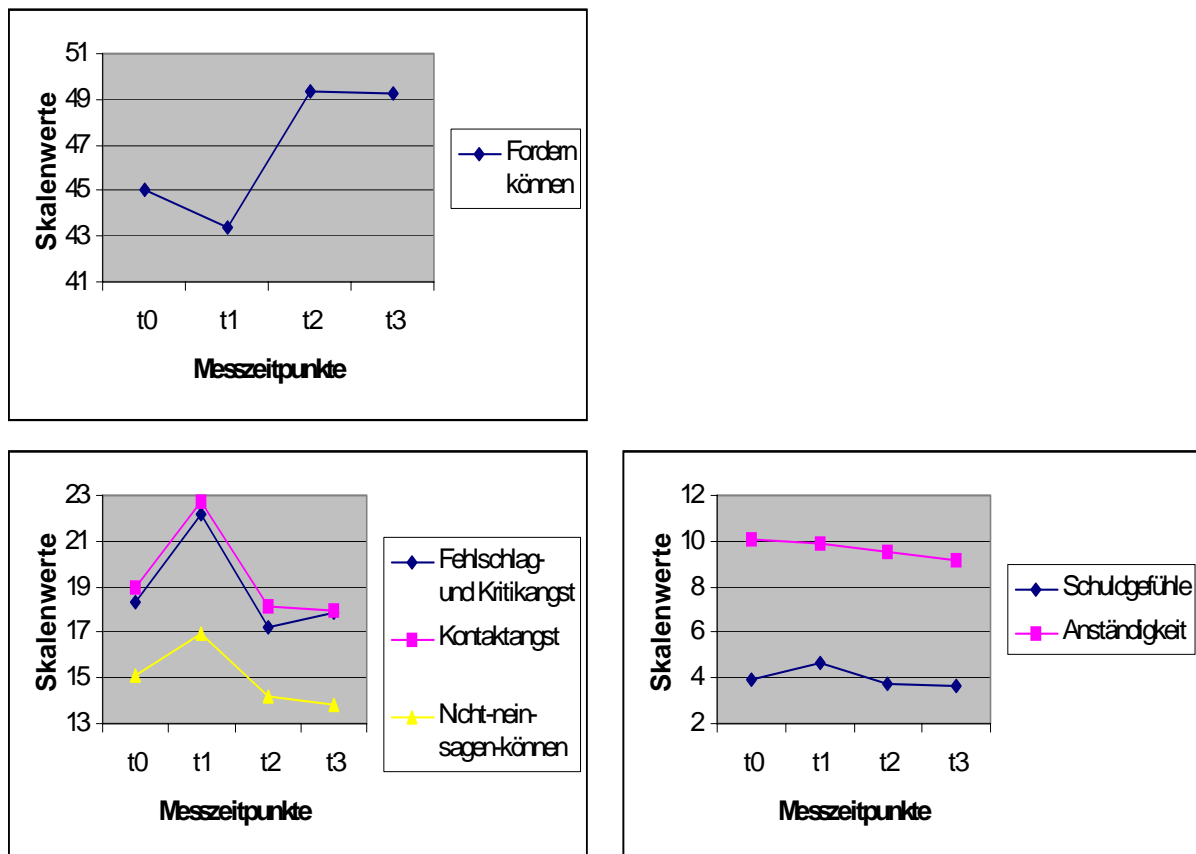 51
49
47
45
43
41
Skalenwerte
t0 t1 t2 t3
Messzeitpunkte
Fordern
können
23
21
19
17
15
13
Skalenwerte
t0 t1 t2 t3
Messzeitpunkte
Fehlschlag-
und Kritikangst
Kontaktangst
Nicht-nein-
sagen-können
12
10
8
6
4
2
Skalenwerte
t0 t1 t2 t3
Messzeitpunkte
Schuldgefühle
Anständigkeit